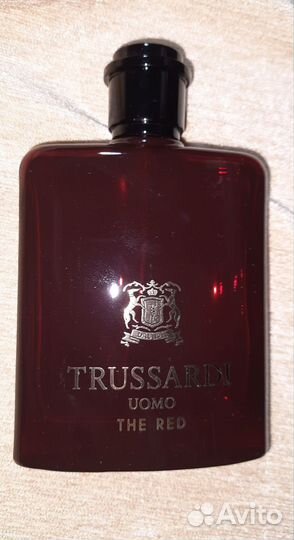 TRUSSARDI
UOMO
THE RED
Avito